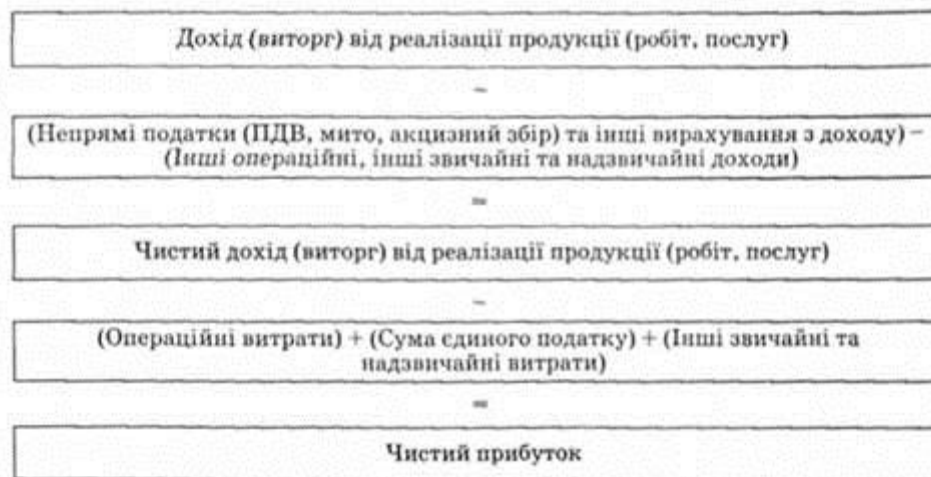 Дохід (виторг) від реалізації продукції (робіт, послуг)
–
(Непрямі податки (ПДВ, мито, акцизний збір) та інші вирахування з доходу) –
(Інші операційні, інші звичайні та надзвичайні доходи)
=
Чистий дохід (виторг) від реалізації продукції (робіт, послуг)
–
(Операційні витрати) + (Сума єдиного податку) + (Інші звичайні та
надзвичайні витрати)
=
Чистий прибуток